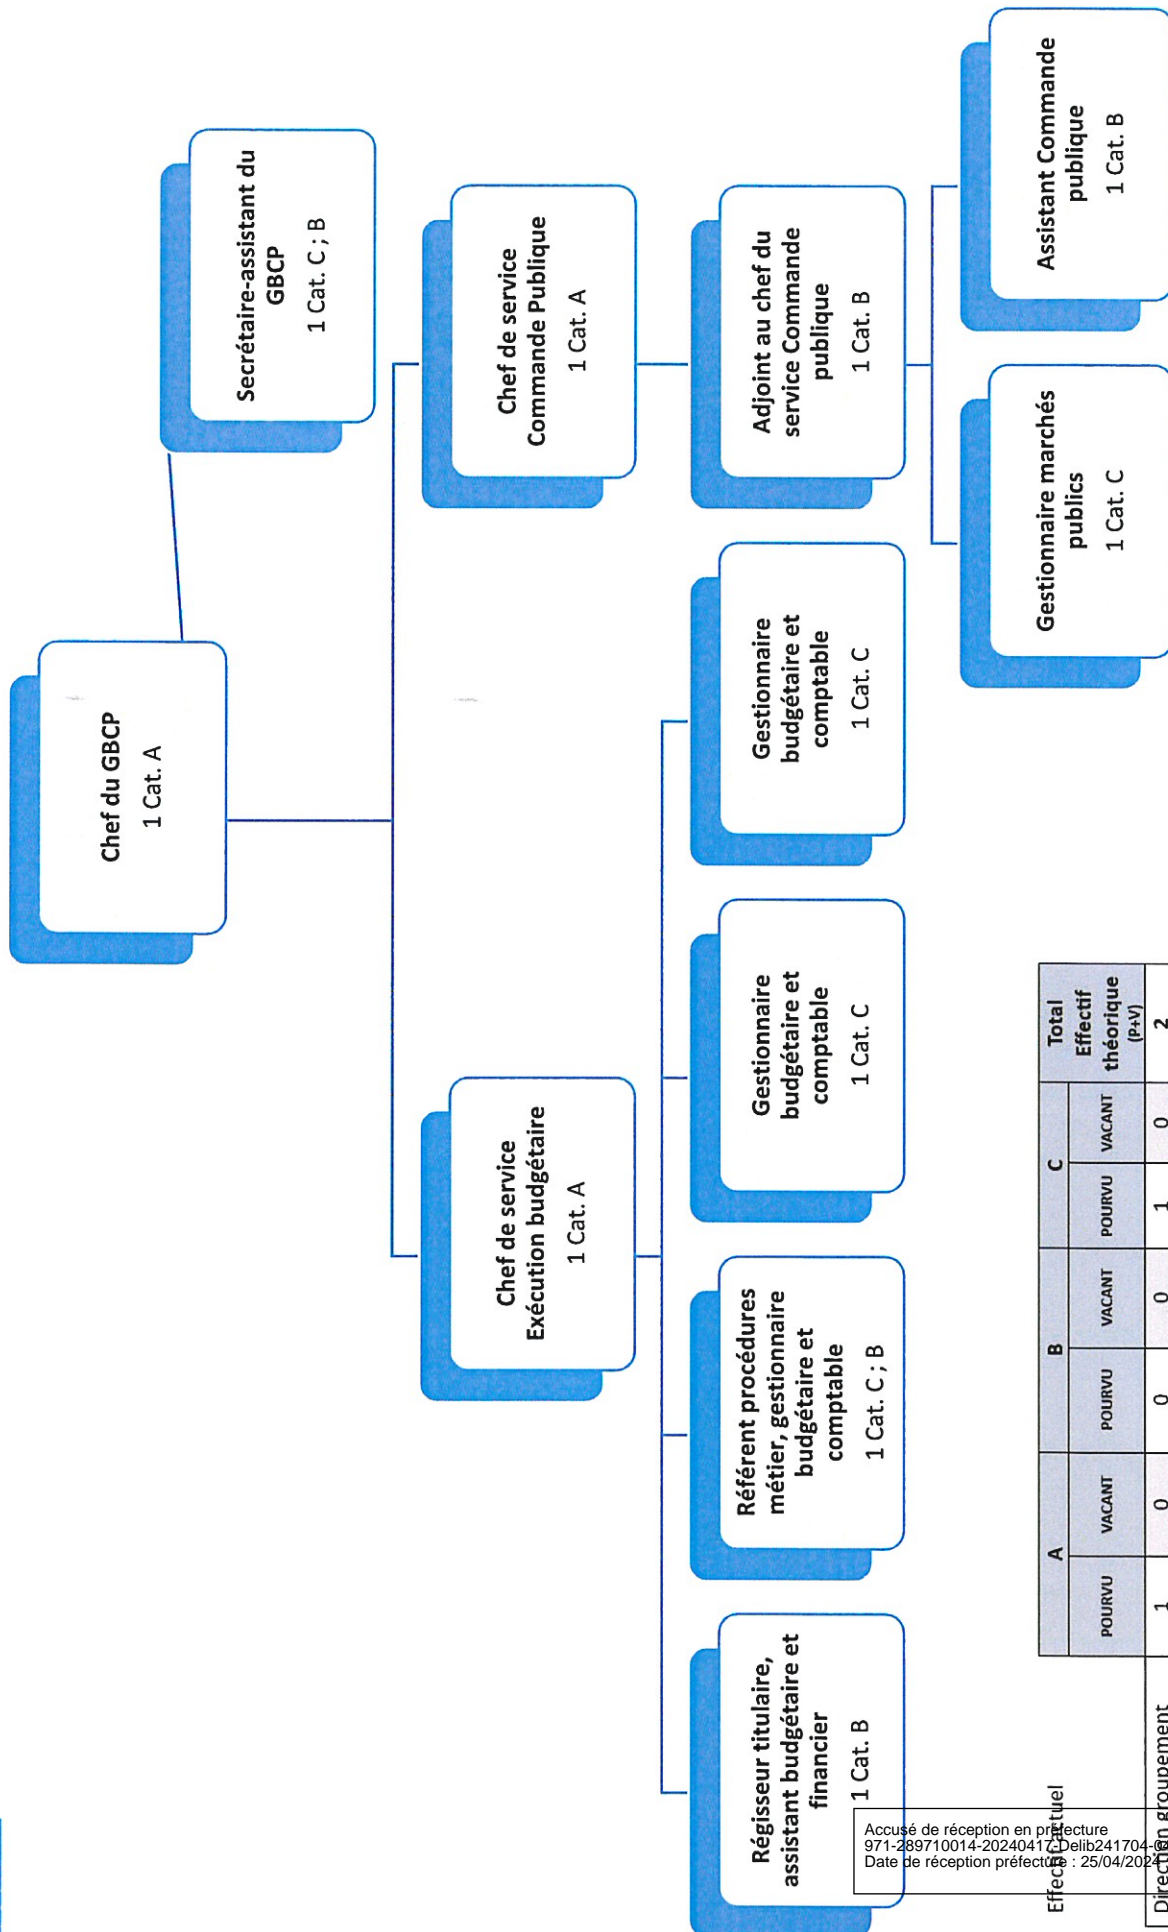 Chef du GBCP
1 Cat. A
Secrétaire-assistant du
GBCP
1 Cat. C ; B
Chef de service
Exécution budgétaire
1 Cat. A
Chef de service
Commande Publique
1 Cat. A
Régisseur titulaire,
assistant budgétaire et
financier
1 Cat. B
Référent procédures
métier, gestionnaire
budgétaire et
comptable
1 Cat. C ; B
Gestionnaire
budgétaire et
comptable
1 Cat. C
Gestionnaire
budgétaire et
comptable
1 Cat. C
Adjoint au chef du
service Commande
publique
1 Cat. B
Gestionnaire marchés
publics
1 Cat. C
Assistant Commande
publique
1 Cat. B
Effectif actuel
A B C Total
Effectif
théorique
(P+V)
POURVU VACANT POURVU VACANT POURVU VACANT
Direction groupement 1 0 0 0 1 0 2
Accusé de réception en préfecture
971-289710014-20240417-Delib241704-04
Date de réception préfecture : 25/04/2024